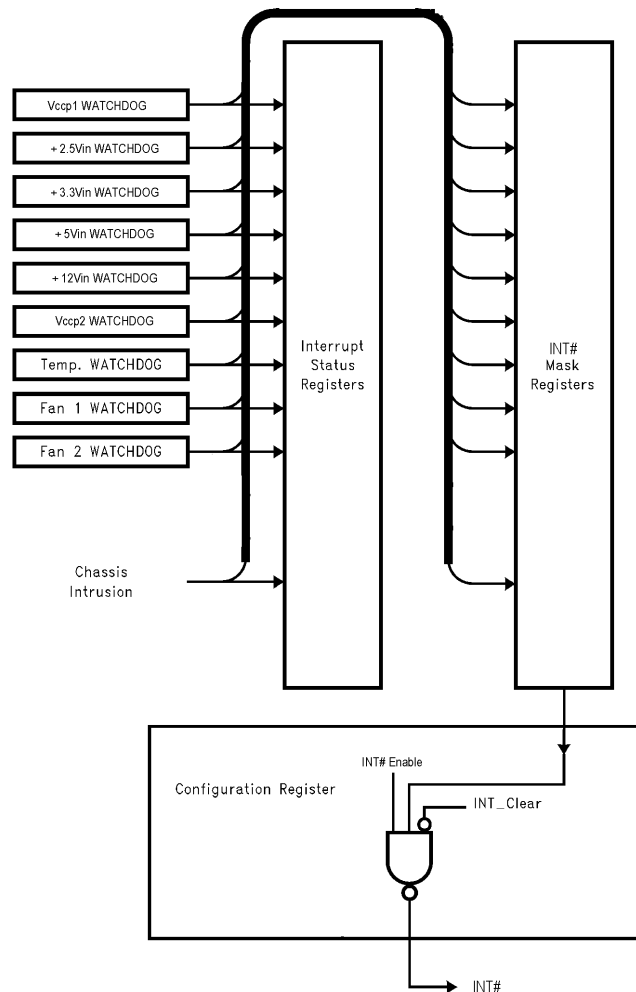 Vccp1 WATCHDOG
+ 2.5Vin WATCHDOG
+ 3.3Vin WATCHDOG
+ 5Vin WATCHDOG
+ 12Vin WATCHDOG
Vccp2 WATCHDOG
Temp. WATCHDOG
Fan 1 WATCHDOG
Fan 2 WATCHDOG
Chassis
Intrusion
Interrupt
Status
Registers
INT#
Mask
Registers
INT# Enable
Configuration Register
INT_Clear
INT#